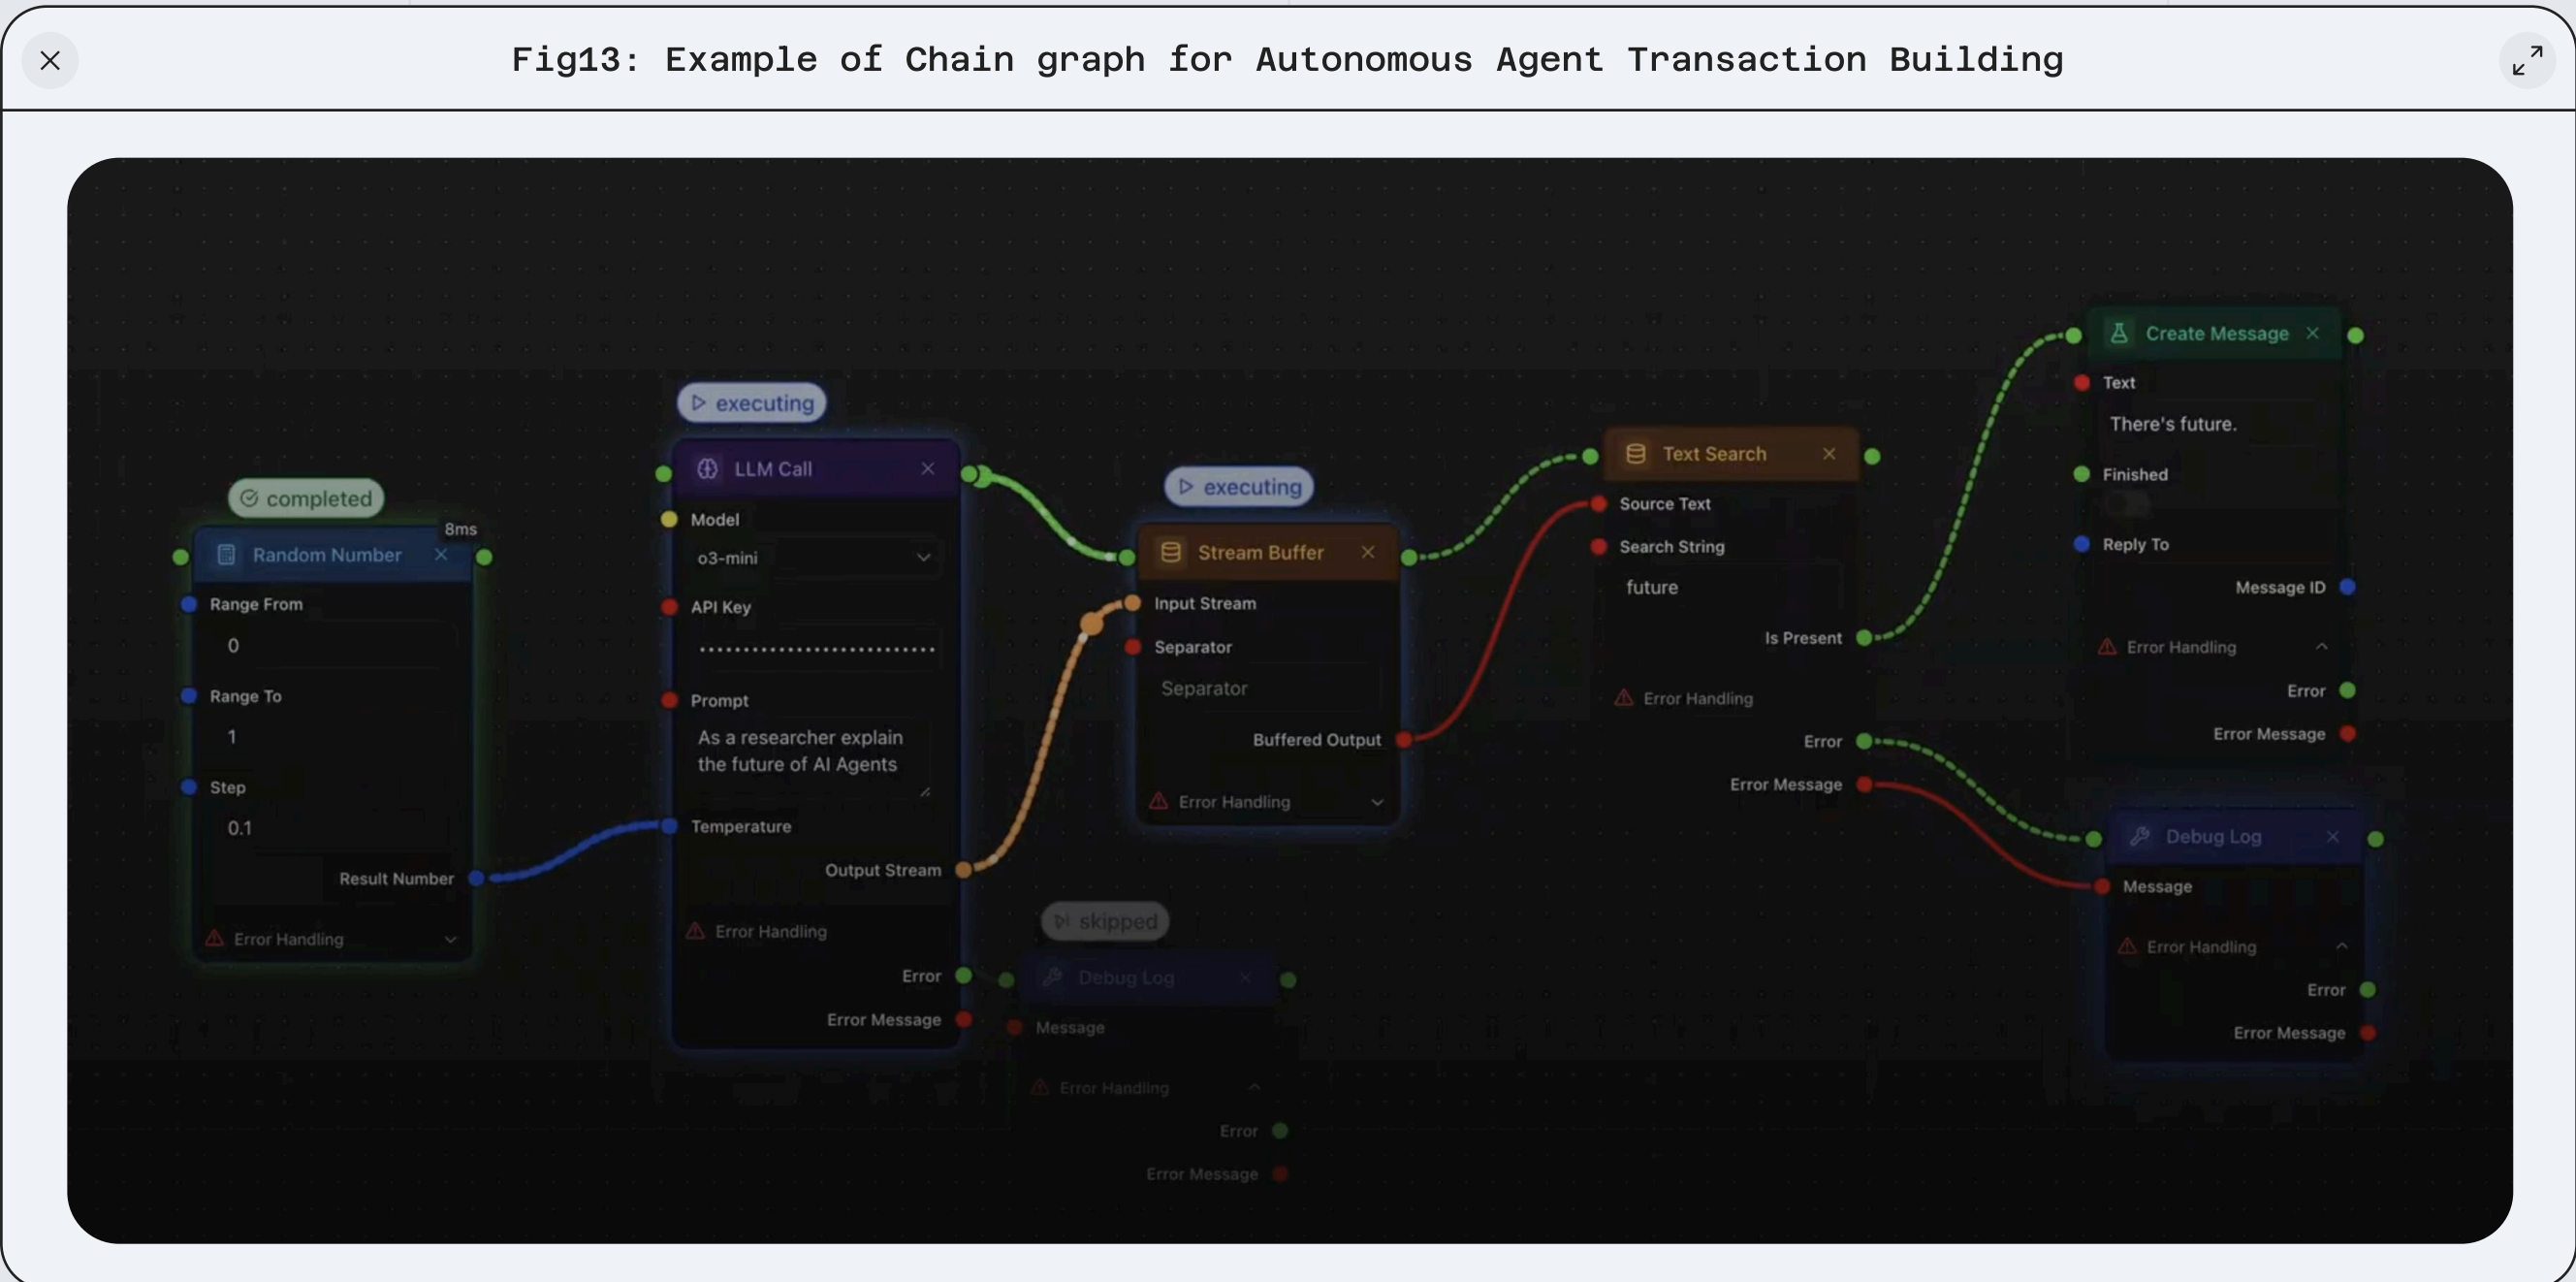 Fig13: Example of Chain graph for Autonomous Agent Transaction Building
completed
8ms
Random Number
Range From
0
Range To
1
Step
0.1
Result Number
Error Handling
executing
LLM Call
Model
o3-mini
API Key
••••••••••••••••••••••••••••
Prompt
As a researcher explain
the future of AI Agents
Temperature
Output Stream
Error Handling
Error
Error Message
skipped
Debug Log
Message
Error Handling
Error
Error Message
executing
Stream Buffer
Input Stream
Separator
Separator
Buffered Output
Error Handling
Text Search
Source Text
Search String
future
Is Present
Error Handling
Error
Error Message
Create Message
Text
There's future.
Finished
Reply To
Message ID
Error Handling
Error
Error Message
Debug Log
Message
Error Handling
Error
Error Message